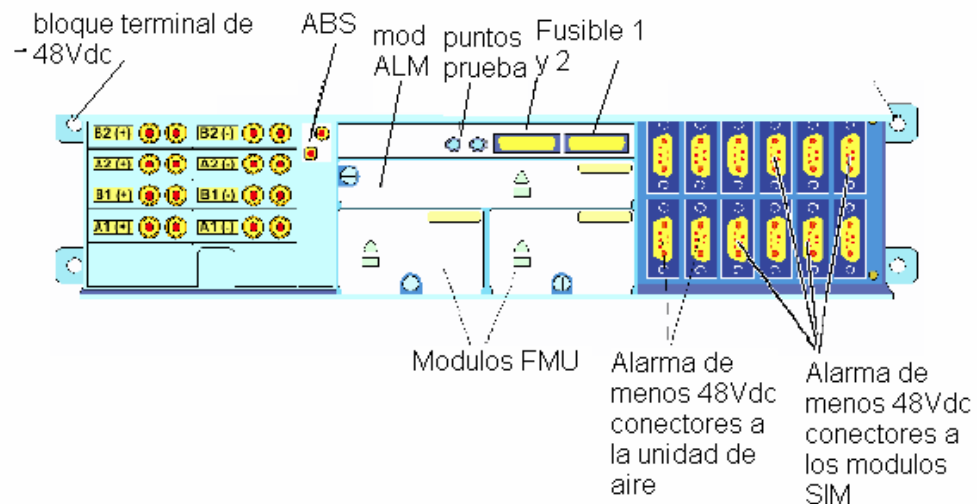 bloque terminal de
- 48Vdc
ABS
mod
ALM
puntos
prueba
Fusible 1
y 2
B2 (+)
B2 (-)
A2 (+)
A2 (-)
B1 (+)
B1 (-)
A1 (+)
A1 (-)
Modulos FMU
Alarma de
menos 48Vdc
conectores a
la unidad de
aire
Alarma de
menos 48Vdc
conectores a
los modulos
SIM